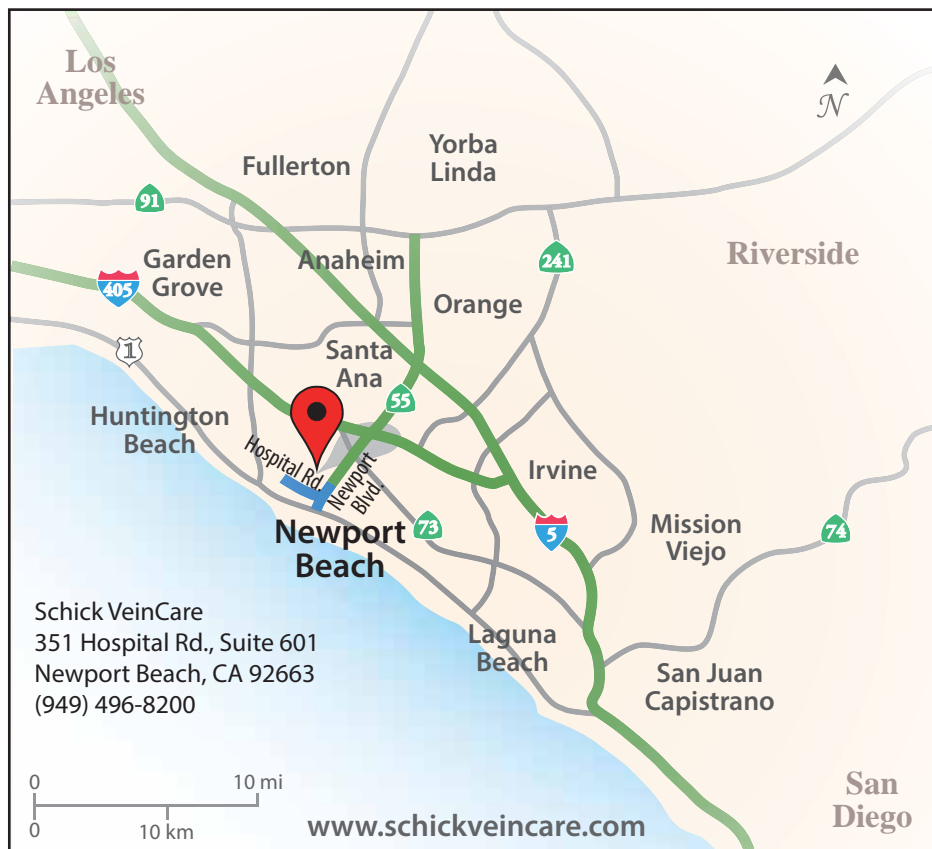 Los
Angeles
N
Yorba
Linda
Fullerton
91
Riverside
241
Garden
Grove
Anaheim
405
Orange
1
Santa
Ana
55
Huntington
Beach
Hospital Rd.
Newport
Blvd.
Irvine
73
5
Mission
Viejo
74
Newport
Beach
Schick VeinCare
351 Hospital Rd., Suite 601
Newport Beach, CA 92663
(949) 496-8200
Laguna
Beach
San Juan
Capistrano
0
10 mi
0
10 km
www.schickveincare.com
San
Diego